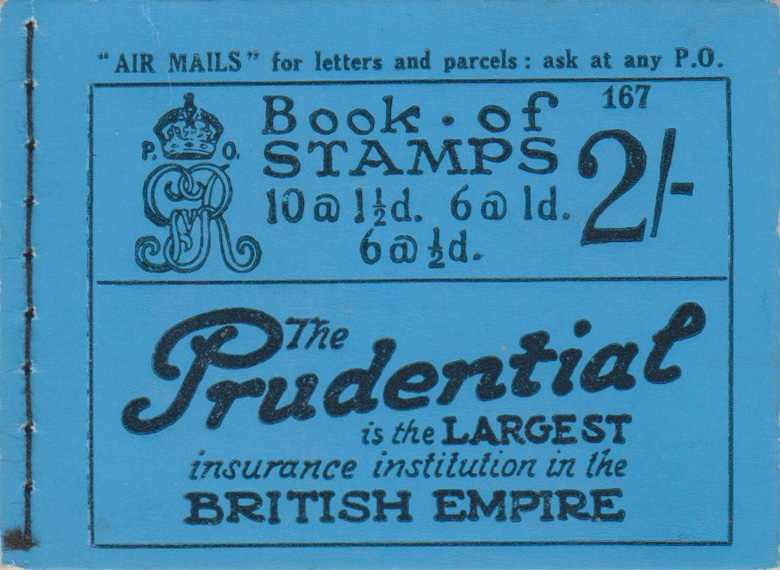 "AIR MAILS" for letters and parcels: ask at any P.O.
167
P. O.
GR
Book · of
STAMPS
2/-
10 @ 1½d. 6 @ 1d.
6 @ ½d.
The
Prudential
is the LARGEST
insurance institution in the
BRITISH EMPIRE